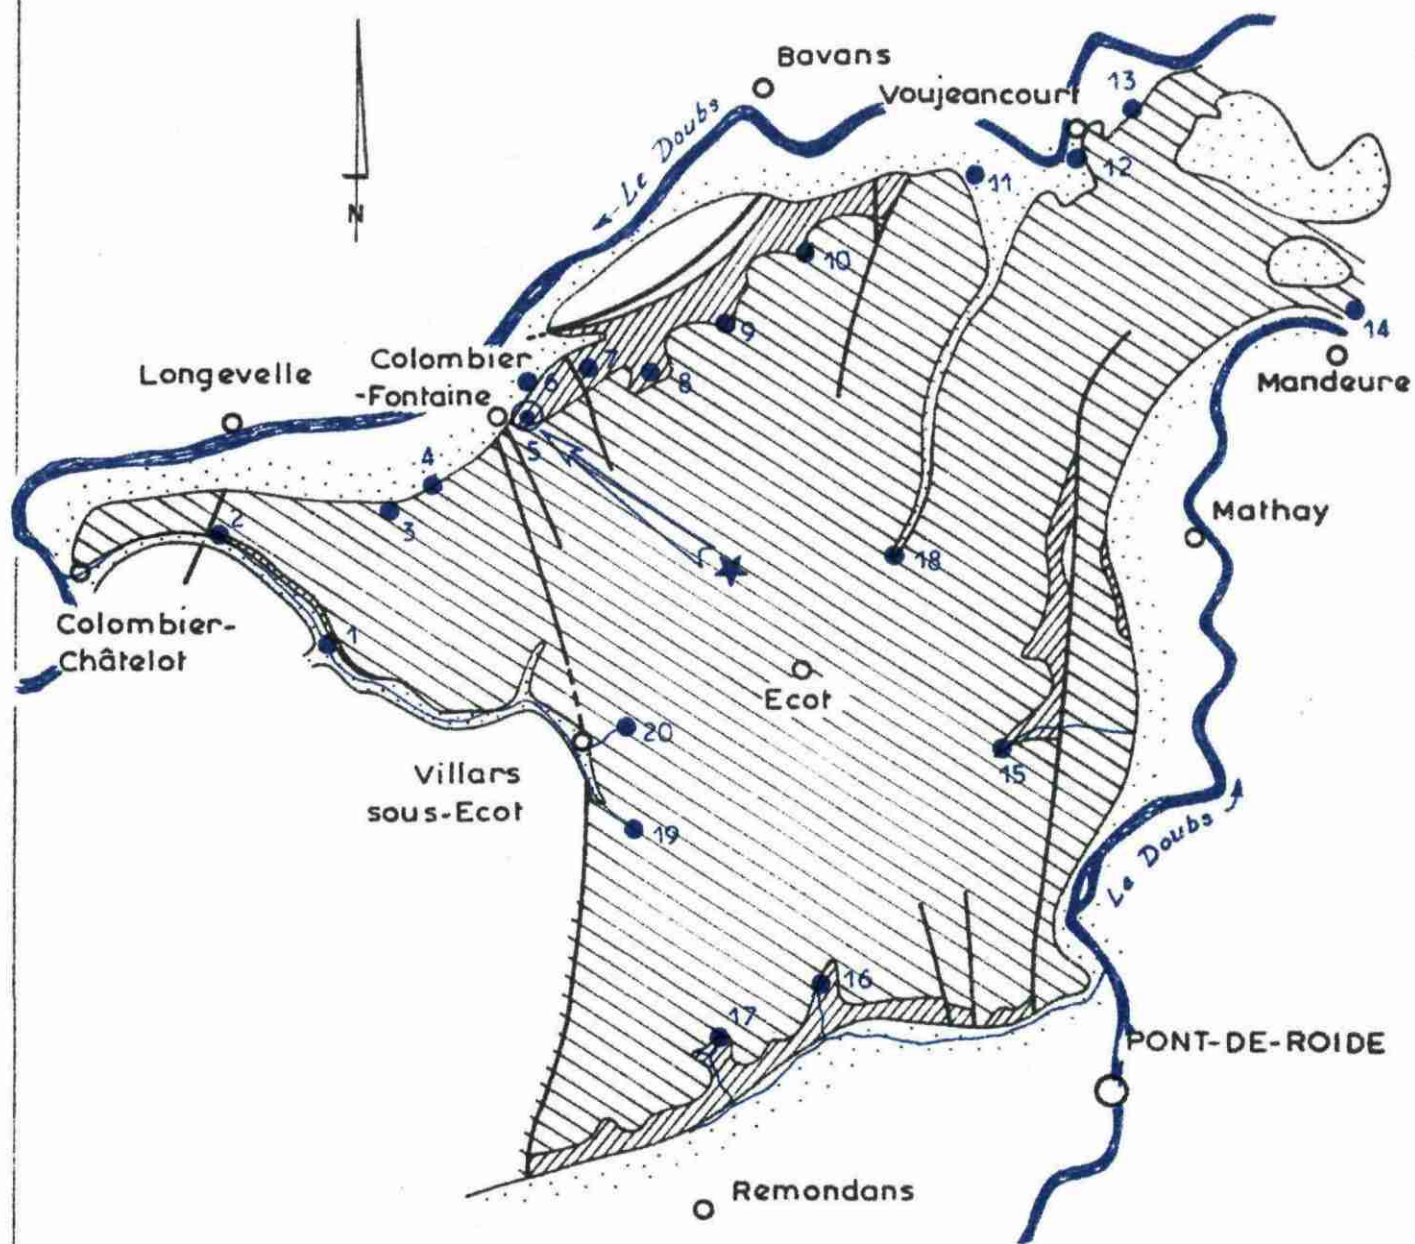 Bavans
Voujeancourt
13
Le Doubs
12
11
N
10
9
14
Mandeure
Colombier
-Fontaine
7
6
8
Longevelle
5
4
3
2
18
Mathay
Colombier-
Châtelot
1
Ecot
20
15
Villars
sous-Ecot
19
Le Doubs
16
17
PONT-DE-ROIDE
Remondans